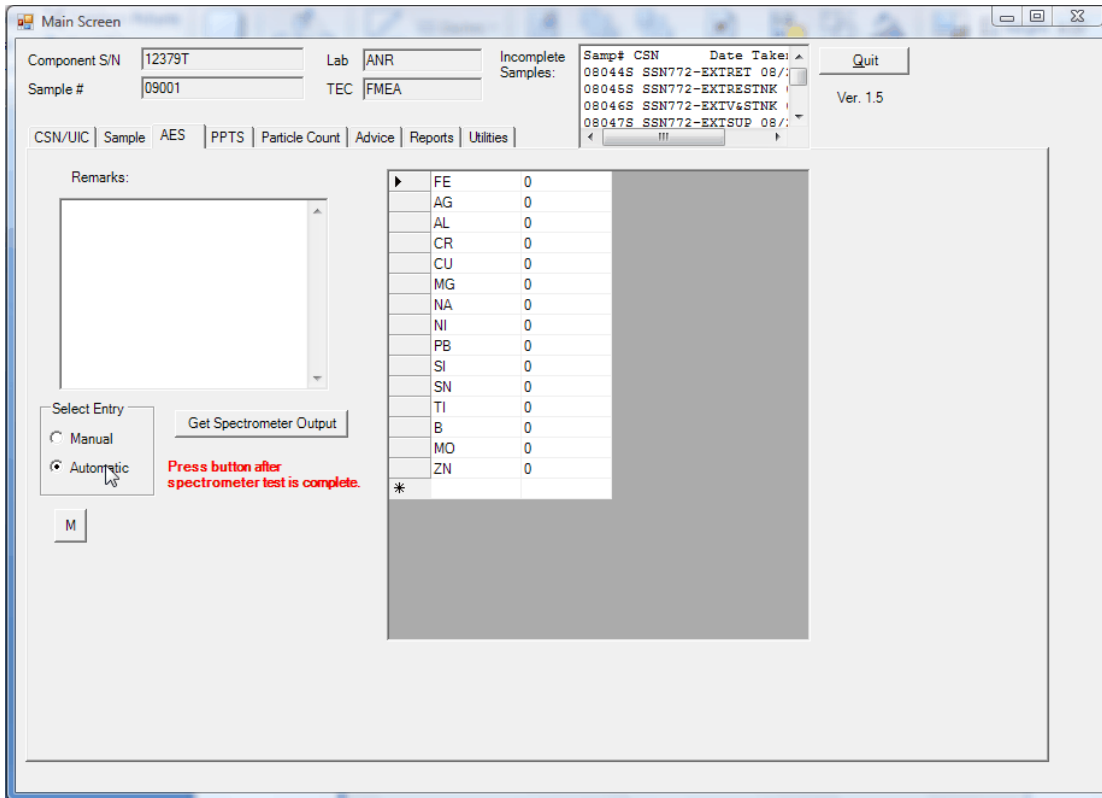 Main Screen
Component S/N 12379T Lab ANR Incomplete Samples:
Sample # 09001 TEC FMEA
Samp# CSN Date Taken
08044S SSN772-EXTRET 08/
08045S SSN772-EXTRESTNK
08046S SSN772-EXTV&STNK
08047S SSN772-EXTSUP 08/
Quit
Ver. 1.5
CSN/UIC Sample AES PPTS Particle Count Advice Reports Utilities
Remarks:
FE 0
AG 0
AL 0
CR 0
CU 0
MG 0
NA 0
NI 0
PB 0
SI 0
SN 0
TI 0
B 0
MO 0
ZN 0
Select Entry
Manual
Automatic
Get Spectrometer Output
Press button after
spectrometer test is complete.
M